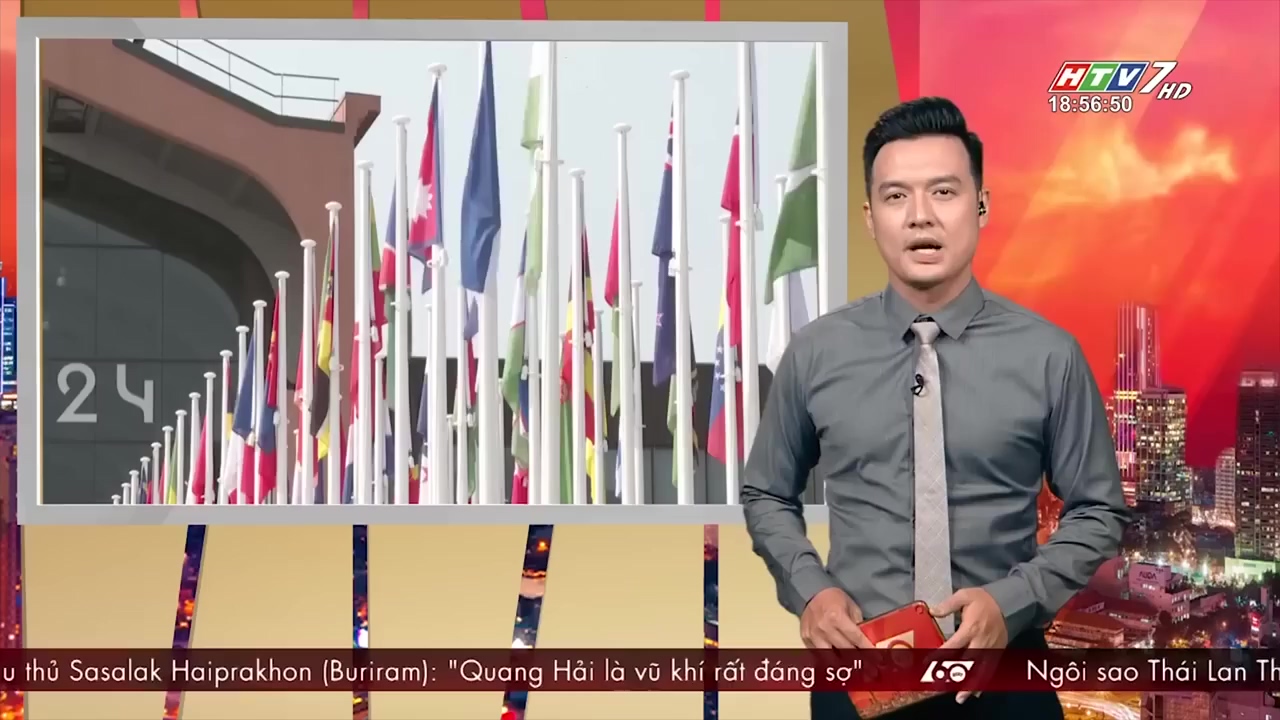 HTV7 HD
18:56:50
24
u thủ Sasalak Haiprakhon (Buriram): "Quang Hải là vũ khí rất đáng sợ"
60
Ngôi sao Thái Lan Th